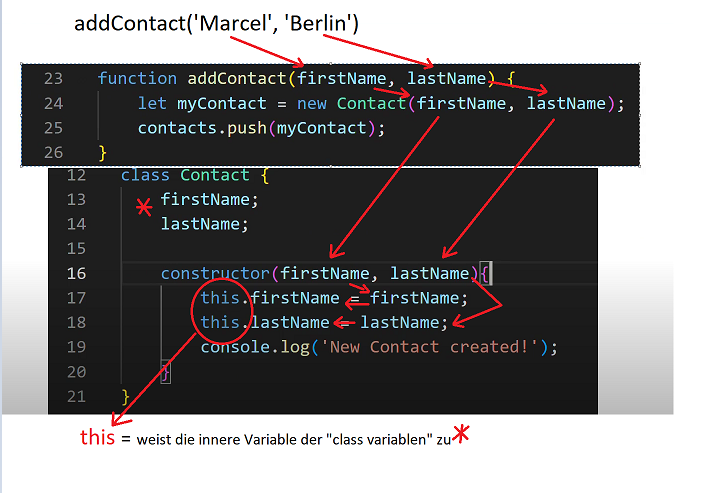 addContact('Marcel', 'Berlin')
23 function addContact(firstName, lastName) {
24 let myContact = new Contact(firstName, lastName);
25 contacts.push(myContact);
26 }
12 class Contact {
13 firstName;
14 lastName;
15
16 constructor(firstName, lastName){
17 this.firstName = firstName;
18 this.lastName = lastName;
19 console.log('New Contact created!');
20 }
21 }
this = weist die innere Variable der "class variablen" zu*